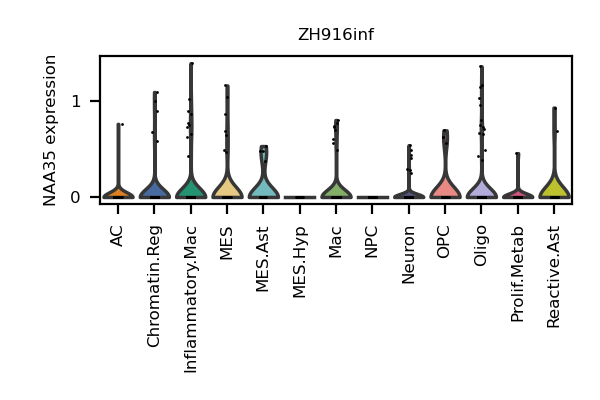 ZH916inf
NAA35 expression
1
0
AC
Chromatin.Reg
Inflammatory.Mac
MES
MES.Ast
MES.Hyp
Mac
NPC
Neuron
OPC
Oligo
Prolif.Metab
Reactive.Ast